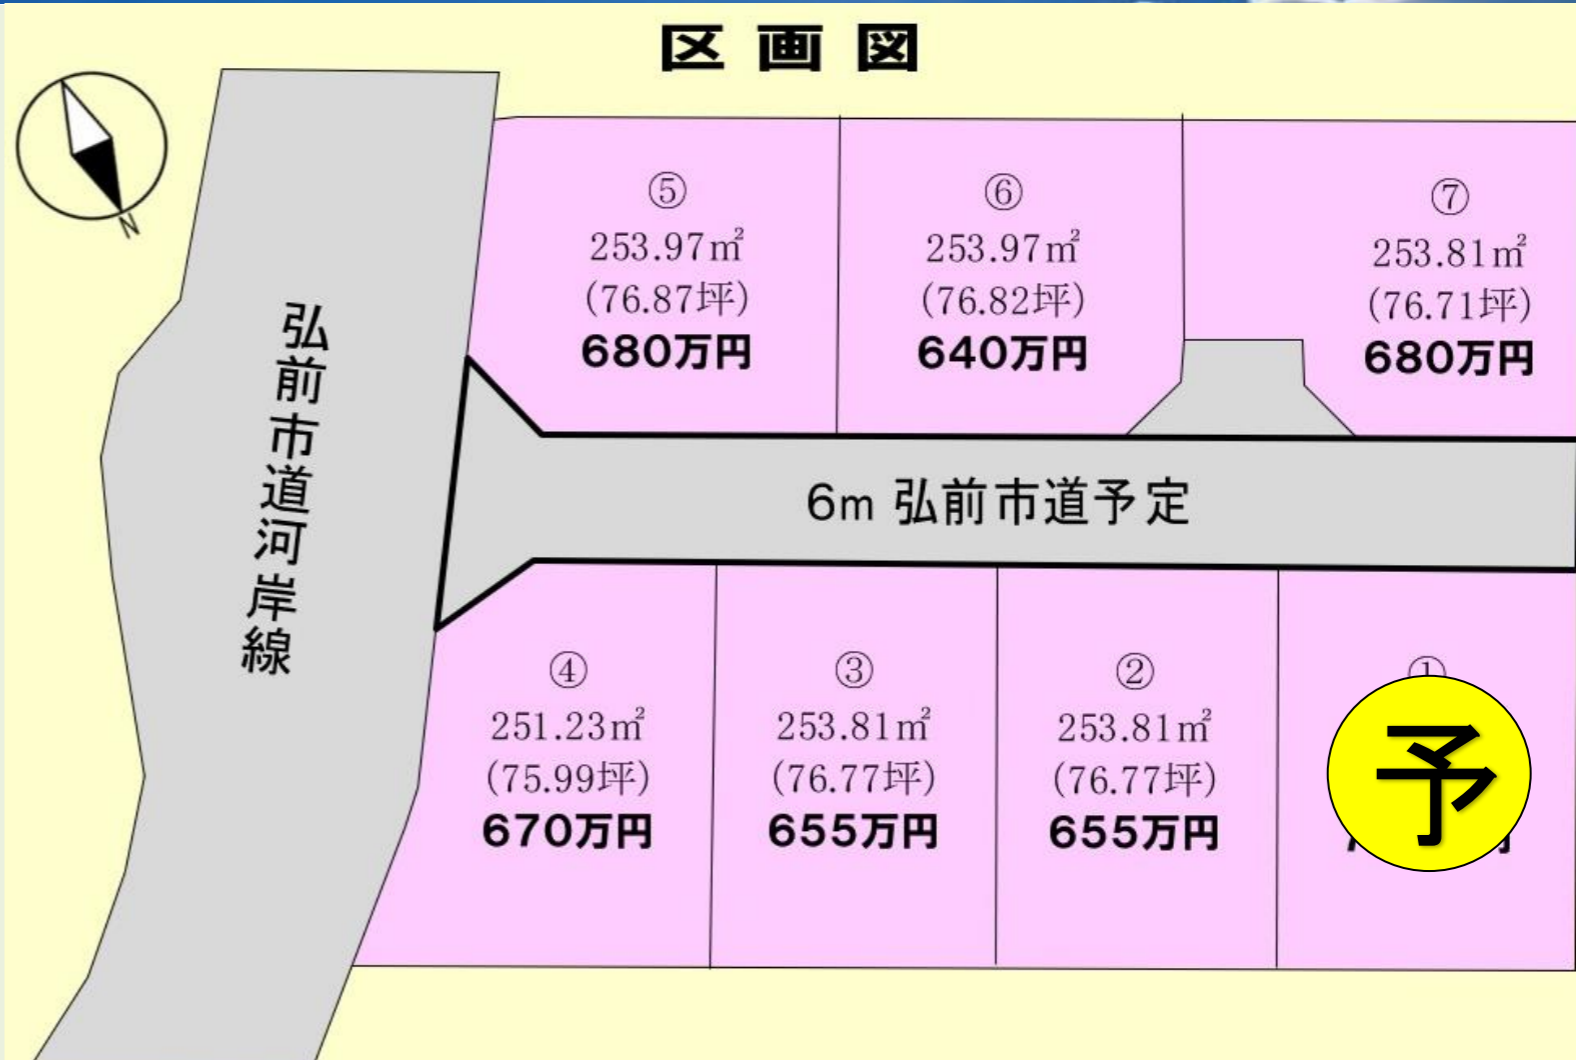 区画図
N
弘前市道河岸線
⑤
253.97㎡
(76.87坪)
680万円
⑥
253.97㎡
(76.82坪)
640万円
⑦
253.81㎡
(76.71坪)
680万円
6m 弘前市道予定
④
251.23㎡
(75.99坪)
670万円
③
253.81㎡
(76.77坪)
655万円
②
253.81㎡
(76.77坪)
655万円
①
予